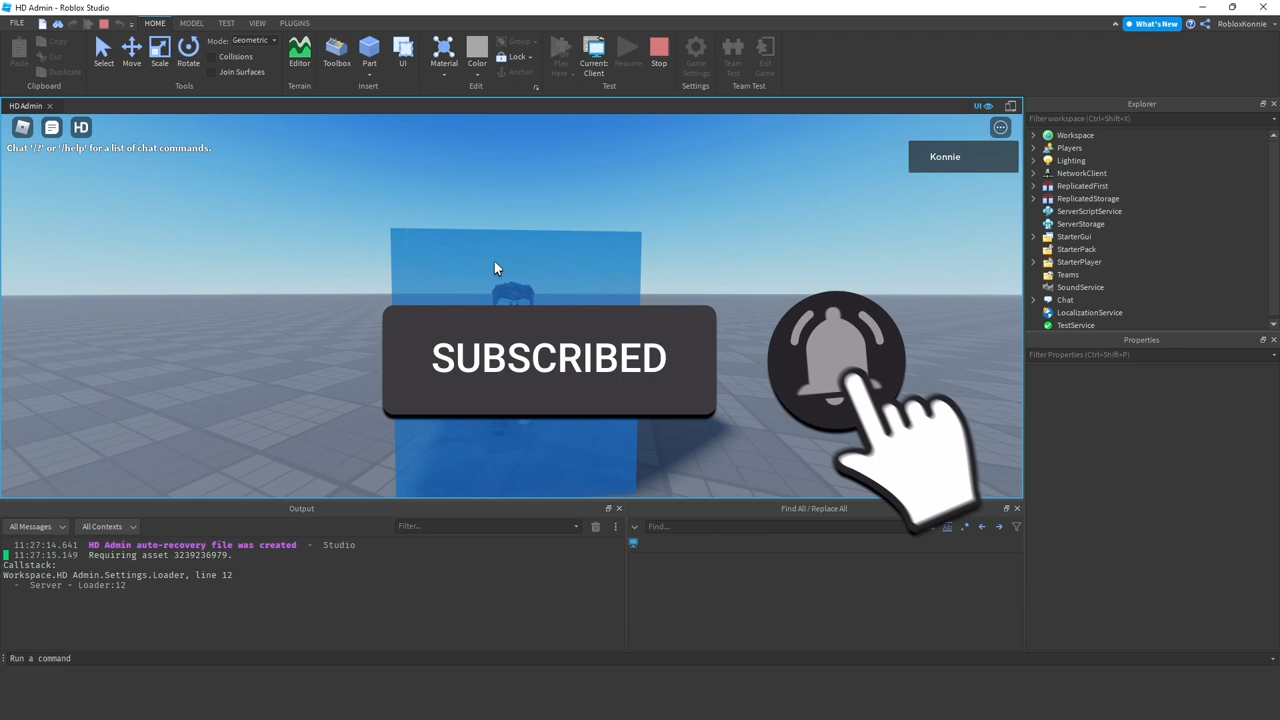 HD Admin - Roblox Studio
FILE
HOME
MODEL
TEST
VIEW
PLUGINS
What's New
RobloxKonnie
Paste
Copy
Cut
Duplicate
Clipboard
Select
Move
Scale
Rotate
Mode: Geometric
Collisions
Join Surfaces
Tools
Editor
Terrain
Toolbox
Part
UI
Insert
Material
Color
Group
Lock
Anchor
Edit
Play
Here
Current:
Client
Resume
Stop
Test
Game
Settings
Settings
Team
Test
Exit
Game
Team Test
HD Admin
UI
HD
Chat '/?' or '/help' for a list of chat commands.
Konnie
SUBSCRIBED
Explorer
Filter workspace (Ctrl+Shift+X)
Workspace
Players
Lighting
NetworkClient
ReplicatedFirst
ReplicatedStorage
ServerScriptService
ServerStorage
StarterGui
StarterPack
StarterPlayer
Teams
SoundService
Chat
LocalizationService
TestService
Properties
Filter Properties (Ctrl+Shift+P)
Output
All Messages
All Contexts
Filter...
11:27:14.641 HD Admin auto-recovery file was created - Studio
11:27:15.149 Requiring asset 3239236979.
Callstack:
Workspace.HD Admin.Settings.Loader, line 12
- Server - Loader:12
Find All / Replace All
Find...
Run a command